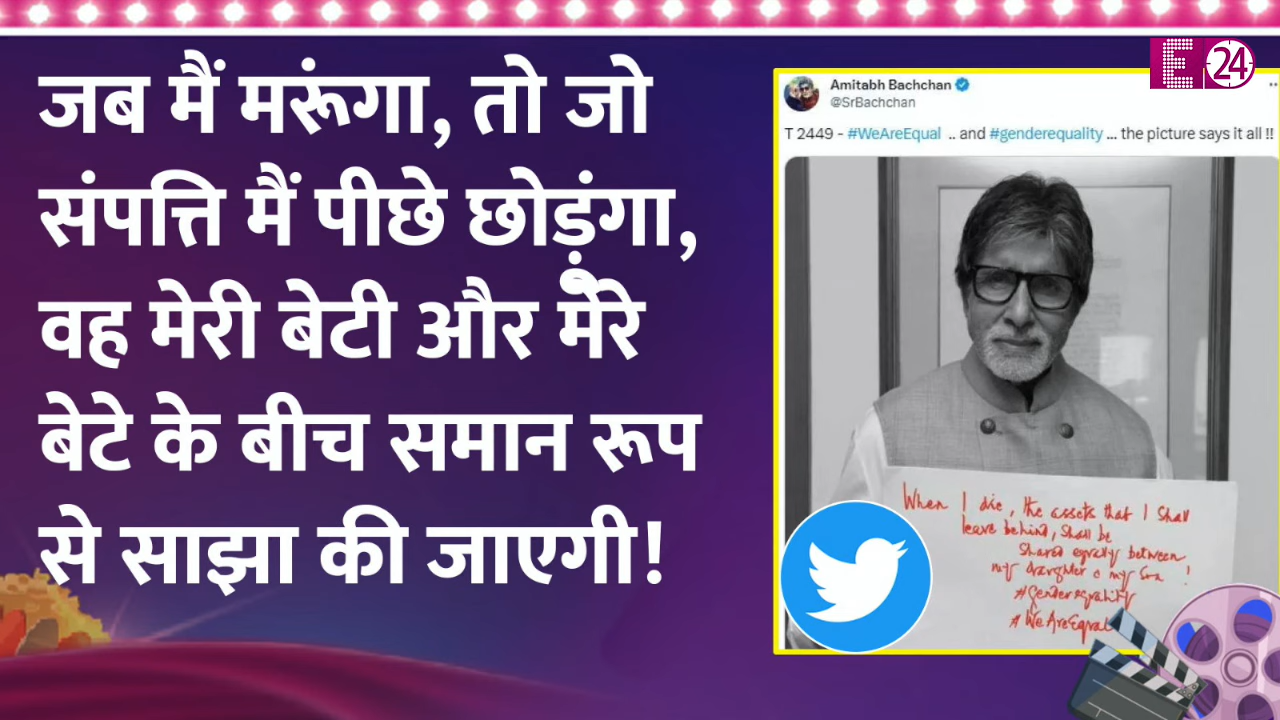 जब मैं मरूंगा, तो जो
संपत्ति मैं पीछे छोड़ूंगा,
वह मेरी बेटी और मेरे
बेटे के बीच समान रूप
से साझा की जाएगी!
E 24
Amitabh Bachchan
@SrBachchan
T 2449 - #WeAreEqual .. and #genderequality ... the picture says it all !!
When I die, the assets that I shall
leave behind, shall be
shared equally between
my daughter & my son !
#genderequality
#WeAreEqual